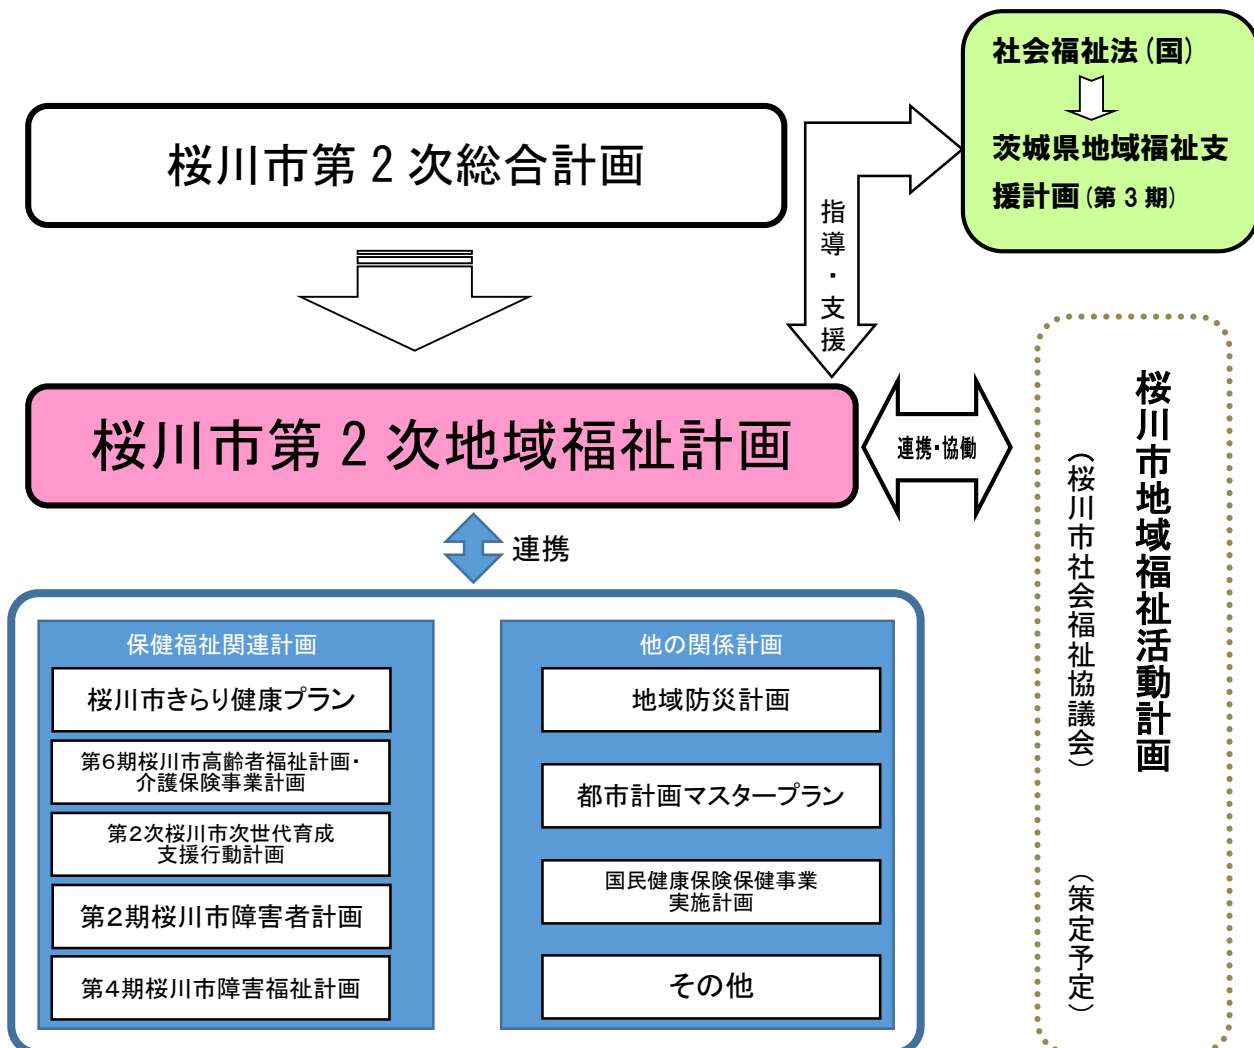 社会福祉法(国)
茨城県地域福祉支
援計画(第3期)
桜川市第2次総合計画
指導・支援
桜川市第2次地域福祉計画
連携・協働
桜川市地域福祉活動計画
(桜川市社会福祉協議会)
(策定予定)
連携
保健福祉関連計画
桜川市きらり健康プラン
第6期桜川市高齢者福祉計画・
介護保険事業計画
第2次桜川市次世代育成
支援行動計画
第2期桜川市障害者計画
第4期桜川市障害福祉計画
他の関係計画
地域防災計画
都市計画マスタープラン
国民健康保険保健事業
実施計画
その他